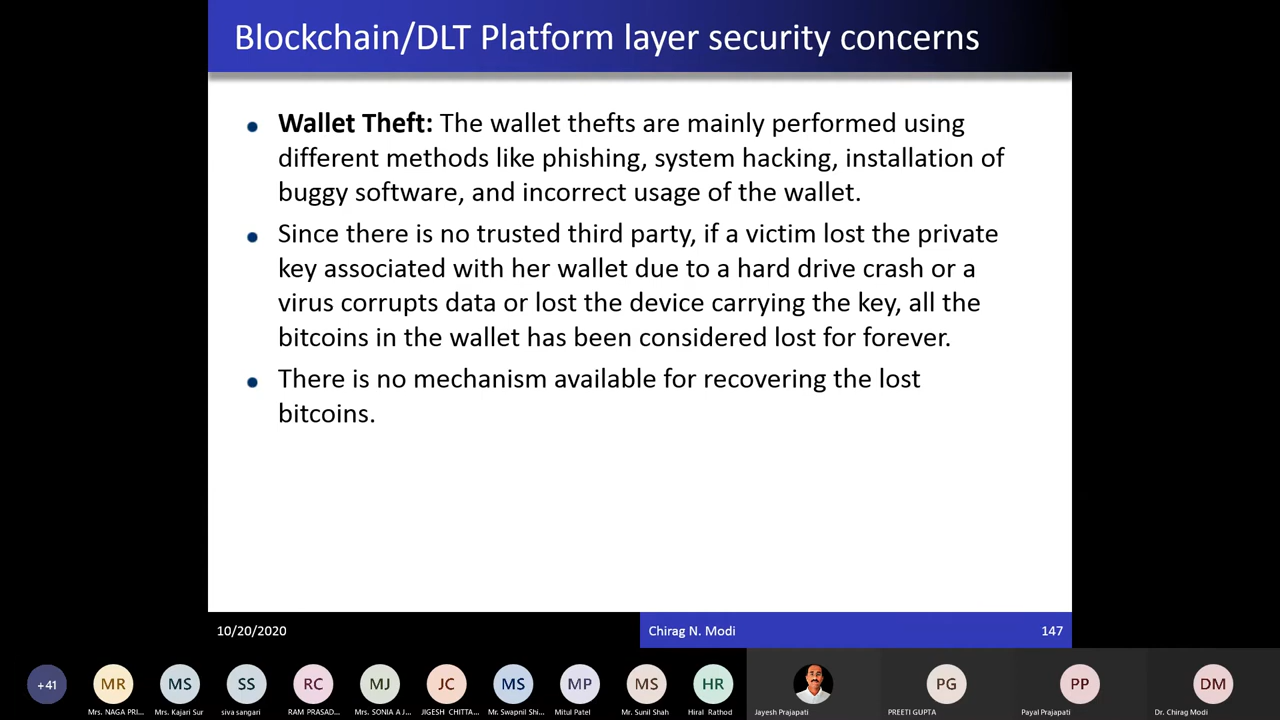 Blockchain/DLT Platform layer security concerns
Wallet Theft: The wallet thefts are mainly performed using
different methods like phishing, system hacking, installation of
buggy software, and incorrect usage of the wallet.
Since there is no trusted third party, if a victim lost the private
key associated with her wallet due to a hard drive crash or a
virus corrupts data or lost the device carrying the key, all the
bitcoins in the wallet has been considered lost for forever.
There is no mechanism available for recovering the lost
bitcoins.
10/20/2020 Chirag N. Modi 147
+41 MR MS SS RC MJ JC MS MP MS HR PG PP DM
Mrs. NAGA PRI... Mrs. Kajari Sur siva sangari RAM PRASAD... Mrs. SONIA A J... JIGESH CHITTA... Mr. Swapnil Shi... Mitul Patel Mr. Sunil Shah Hiral Rathod Jayesh Prajapati PREETI GUPTA Payal Prajapati Dr. Chirag Modi